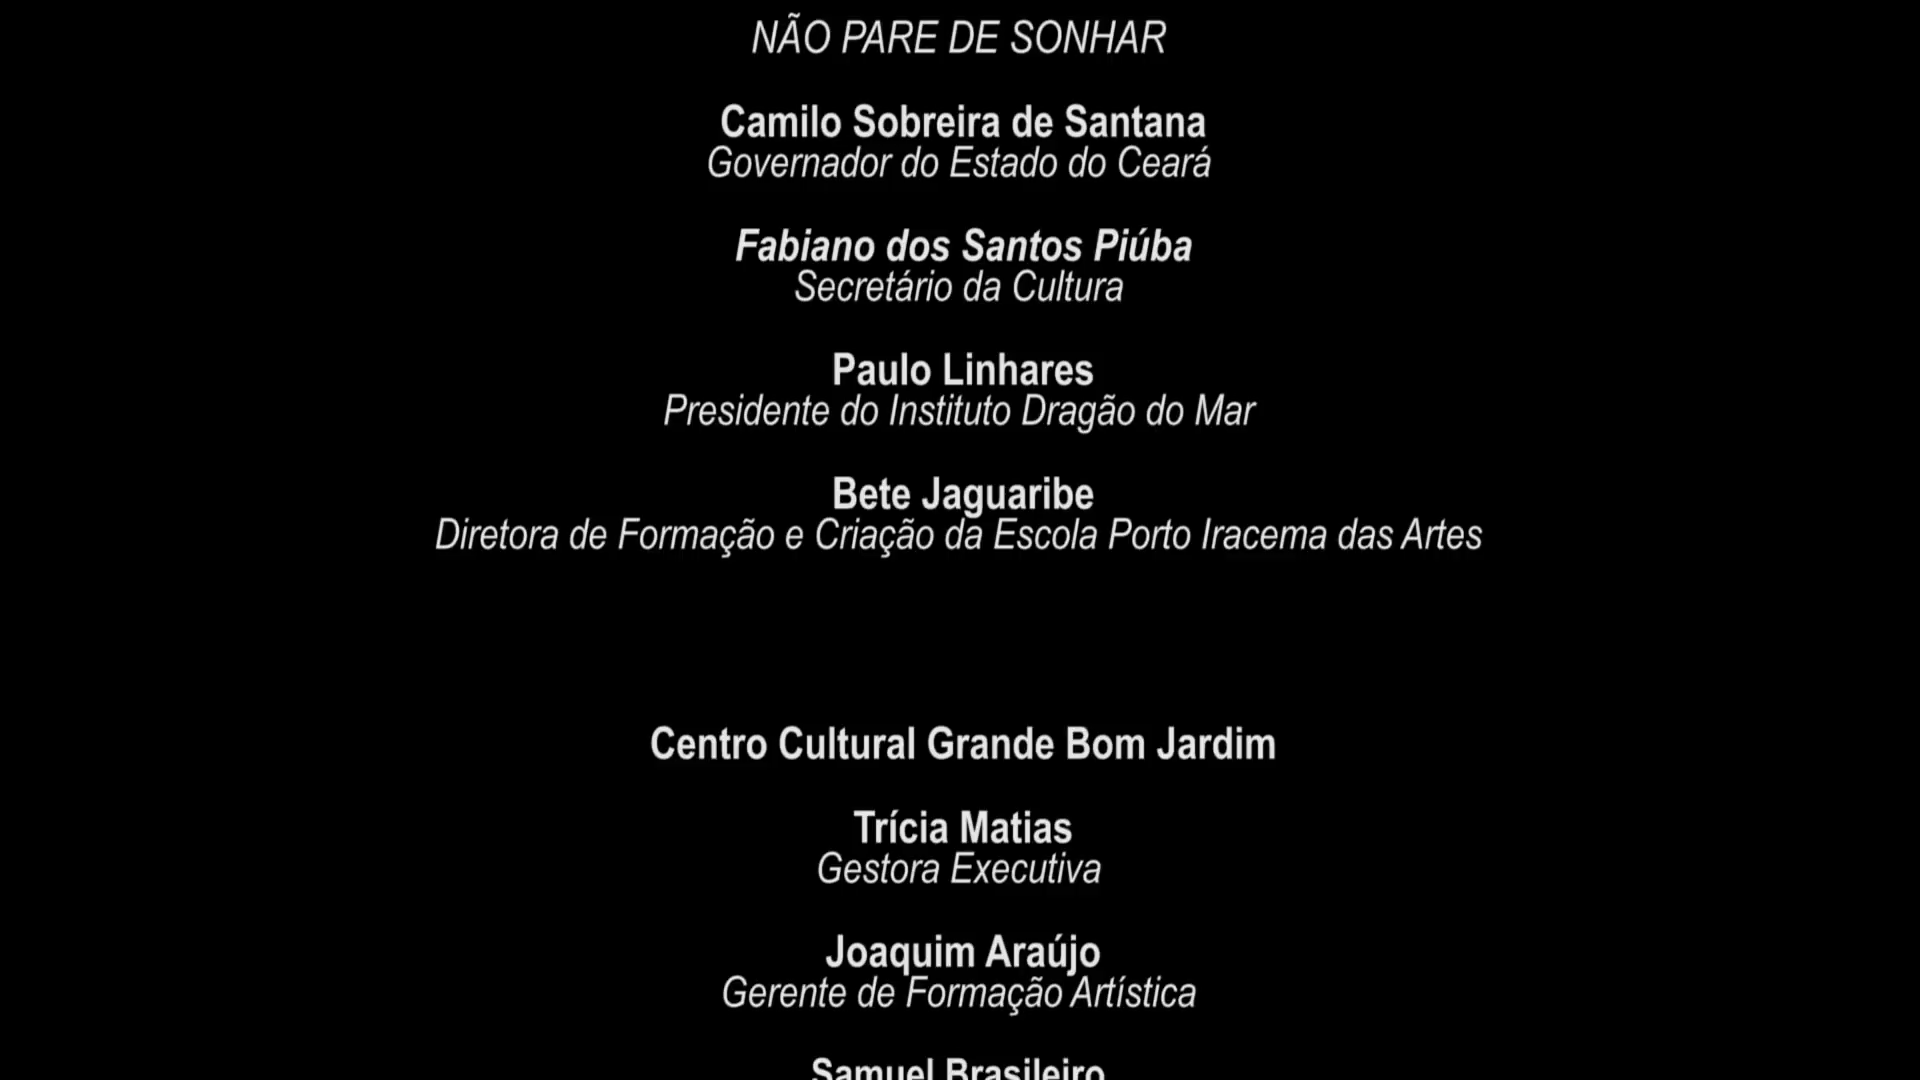 NÃO PARE DE SONHAR
Camilo Sobreira de Santana
Governador do Estado do Ceará
Fabiano dos Santos Piúba
Secretário da Cultura
Paulo Linhares
Presidente do Instituto Dragão do Mar
Bete Jaguaribe
Diretora de Formação e Criação da Escola Porto Iracema das Artes
Centro Cultural Grande Bom Jardim
Trícia Matias
Gestora Executiva
Joaquim Araújo
Gerente de Formação Artística
Samuel Brasileiro